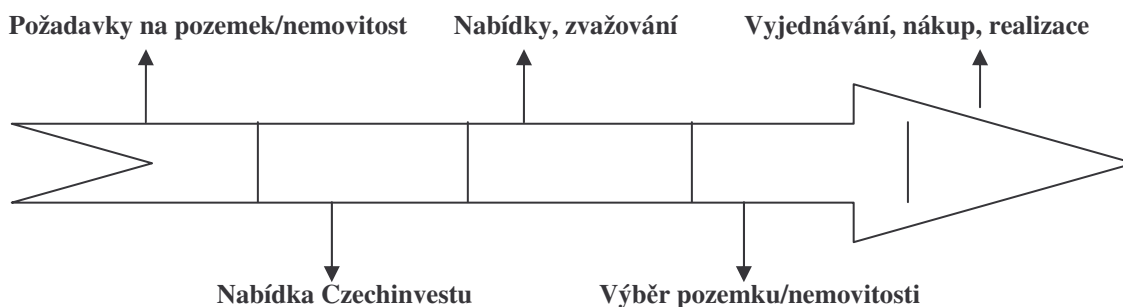 Požadavky na pozemek/nemovitost
Nabídky, zvažování
Vyjednávání, nákup, realizace
Nabídka Czechinvestu
Výběr pozemku/nemovitosti